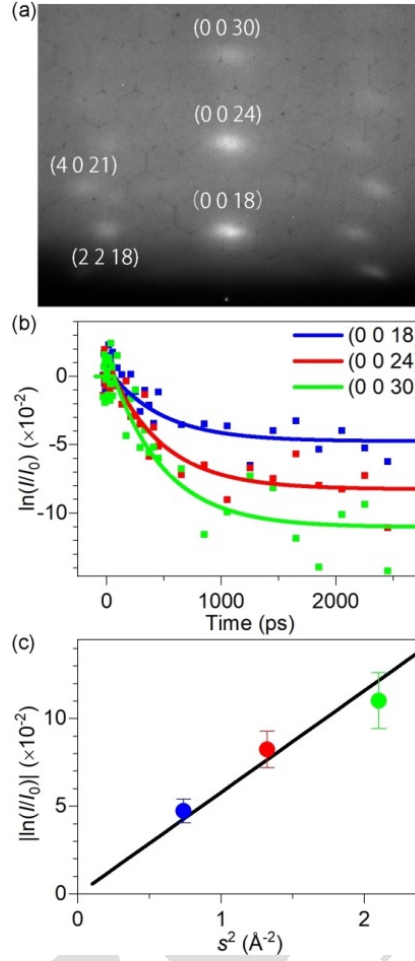 (a)
(0 0 30)
(0 0 24)
(4 0 21)
(0 0 18)
(2 2 18)
(b)
(0 0 18)
(0 0 24)
(0 0 30)
0
-5
-10
ln(I/I0) (×10-2)
0 1000 2000
Time (ps)
(c)
10
5
0
|ln(I/I0)| (×10-2)
0 1 2
s2 (Å-2)